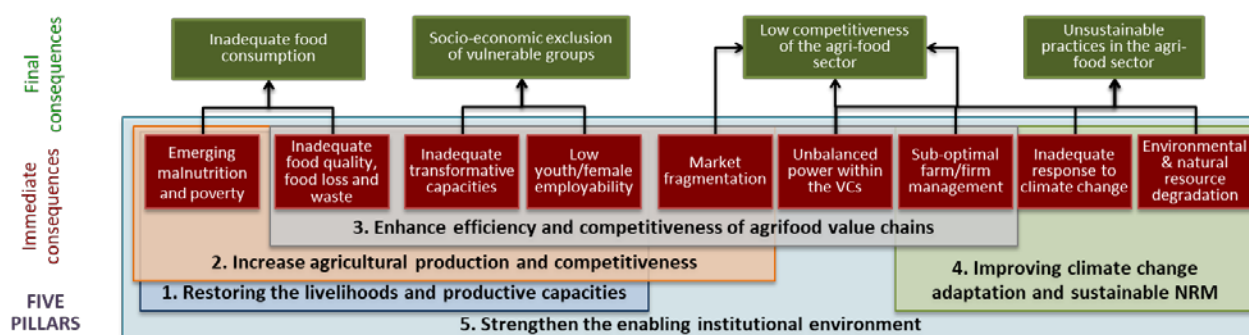 Final
consequences
Inadequate food
consumption
Socio-economic exclusion
of vulnerable groups
Low competitiveness
of the agri-food
sector
Unsustainable
practices in the agri-
food sector
Immediate
consequences
Emerging
malnutrition
and poverty
Inadequate
food quality,
food loss and
waste
Inadequate
transformative
capacities
Low
youth/female
employability
Market
fragmentation
Unbalanced
power within
the VCs
Sub-optimal
farm/firm
management
Inadequate
response to
climate change
Environmental
& natural
resource
degradation
3. Enhance efficiency and competitiveness of agrifood value chains
2. Increase agricultural production and competitiveness
4. Improving climate change
adaptation and sustainable NRM
FIVE
PILLARS
1. Restoring the livelihoods and productive capacities
5. Strengthen the enabling institutional environment